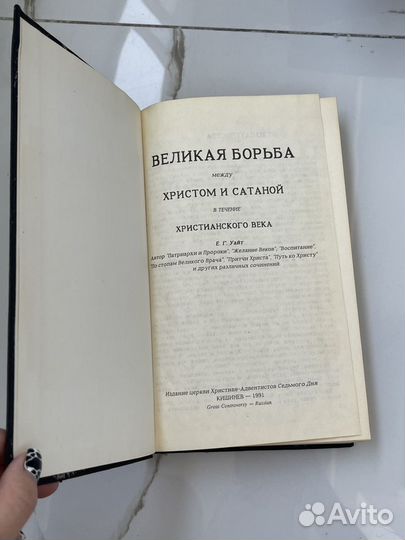 ВЕЛИКАЯ БОРЬБА
МЕЖДУ
ХРИСТОМ И САТАНОЙ
В ТЕЧЕНИЕ
ХРИСТИАНСКОГО ВЕКА
Е. Г. Уайт
Автор "Патриархи и Пророки", "Желание Веков", "Воспитание",
"По стопам Великого Врача", "Притчи Христа", "Путь ко Христу"
и других различных сочинений
Издание церкви Христиан-Адвентистов Седьмого Дня
КИШИНЕВ — 1991
Great Controversy — Russian
Avito